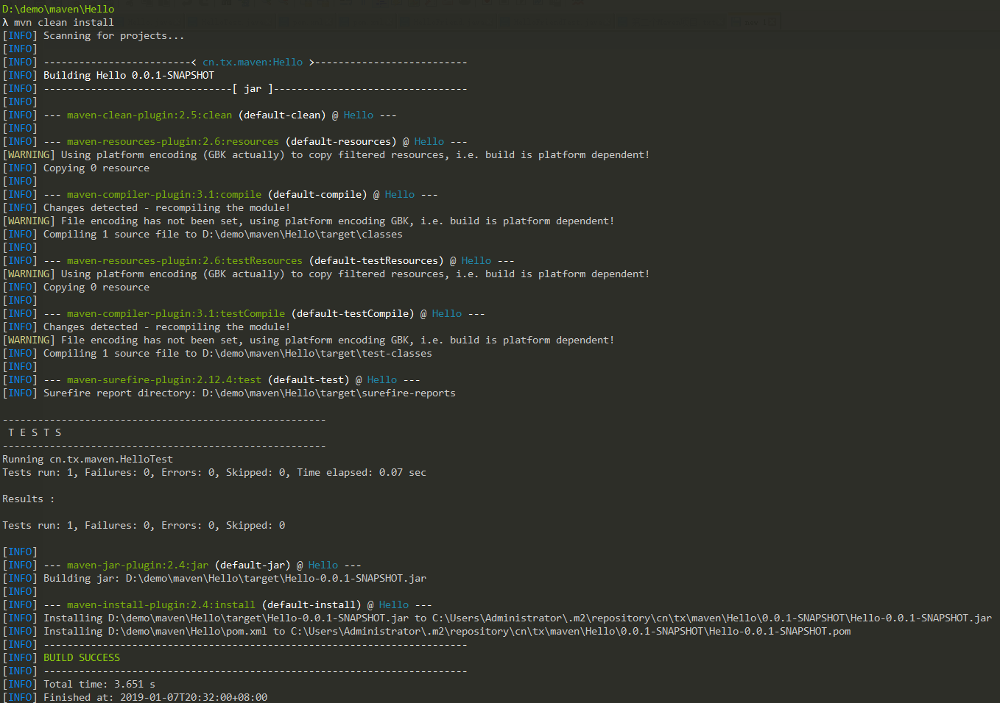 D:\demo\maven\Hello
λ mvn clean install
[INFO] Scanning for projects...
[INFO]
[INFO] -------------------------< cn.tx.maven:Hello >--------------------------
[INFO] Building Hello 0.0.1-SNAPSHOT
[INFO] --------------------------------[ jar ]---------------------------------
[INFO]
[INFO] --- maven-clean-plugin:2.5:clean (default-clean) @ Hello ---
[INFO]
[INFO] --- maven-resources-plugin:2.6:resources (default-resources) @ Hello ---
[WARNING] Using platform encoding (GBK actually) to copy filtered resources, i.e. build is platform dependent!
[INFO] Copying 0 resource
[INFO]
[INFO] --- maven-compiler-plugin:3.1:compile (default-compile) @ Hello ---
[INFO] Changes detected - recompiling the module!
[WARNING] File encoding has not been set, using platform encoding GBK, i.e. build is platform dependent!
[INFO] Compiling 1 source file to D:\demo\maven\Hello\target\classes
[INFO]
[INFO] --- maven-resources-plugin:2.6:testResources (default-testResources) @ Hello ---
[WARNING] Using platform encoding (GBK actually) to copy filtered resources, i.e. build is platform dependent!
[INFO] Copying 0 resource
[INFO]
[INFO] --- maven-compiler-plugin:3.1:testCompile (default-testCompile) @ Hello ---
[INFO] Changes detected - recompiling the module!
[WARNING] File encoding has not been set, using platform encoding GBK, i.e. build is platform dependent!
[INFO] Compiling 1 source file to D:\demo\maven\Hello\target\test-classes
[INFO]
[INFO] --- maven-surefire-plugin:2.12.4:test (default-test) @ Hello ---
[INFO] Surefire report directory: D:\demo\maven\Hello\target\surefire-reports
-------------------------------------------------------
T E S T S
-------------------------------------------------------
Running cn.tx.maven.HelloTest
Tests run: 1, Failures: 0, Errors: 0, Skipped: 0, Time elapsed: 0.07 sec
Results :
Tests run: 1, Failures: 0, Errors: 0, Skipped: 0
[INFO]
[INFO] --- maven-jar-plugin:2.4:jar (default-jar) @ Hello ---
[INFO] Building jar: D:\demo\maven\Hello\target\Hello-0.0.1-SNAPSHOT.jar
[INFO]
[INFO] --- maven-install-plugin:2.4:install (default-install) @ Hello ---
[INFO] Installing D:\demo\maven\Hello\target\Hello-0.0.1-SNAPSHOT.jar to C:\Users\Administrator\.m2\repository\cn\tx\maven\Hello\0.0.1-SNAPSHOT\Hello-0.0.1-SNAPSHOT.jar
[INFO] Installing D:\demo\maven\Hello\pom.xml to C:\Users\Administrator\.m2\repository\cn\tx\maven\Hello\0.0.1-SNAPSHOT\Hello-0.0.1-SNAPSHOT.pom
[INFO] ------------------------------------------------------------------------
[INFO] BUILD SUCCESS
[INFO] ------------------------------------------------------------------------
[INFO] Total time: 3.651 s
[INFO] Finished at: 2019-01-07T20:32:00+08:00